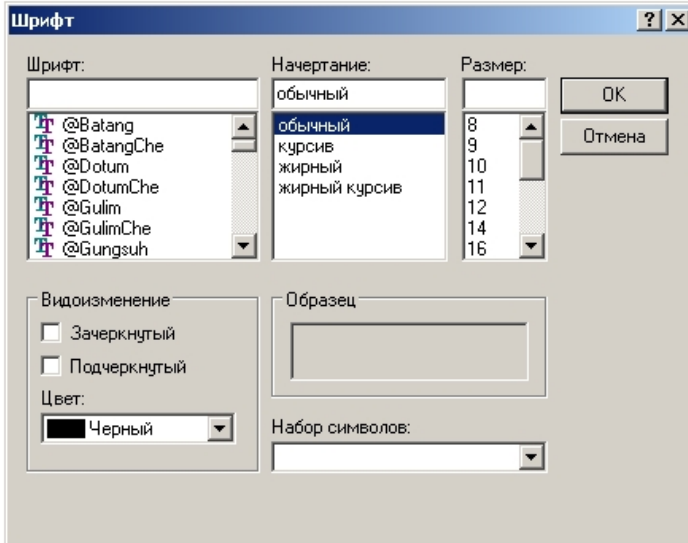 Шрифт
Шрифт:
Начертание:
Размер:
обычный
OK
Отмена
@Batang
@BatangChe
@Dotum
@DotumChe
@Gulim
@GulimChe
@Gungsuh
обычный
курсив
жирный
жирный курсив
8
9
10
11
12
14
16
Видоизменение
Зачеркнутый
Подчеркнутый
Цвет:
Черный
Образец
Набор символов: